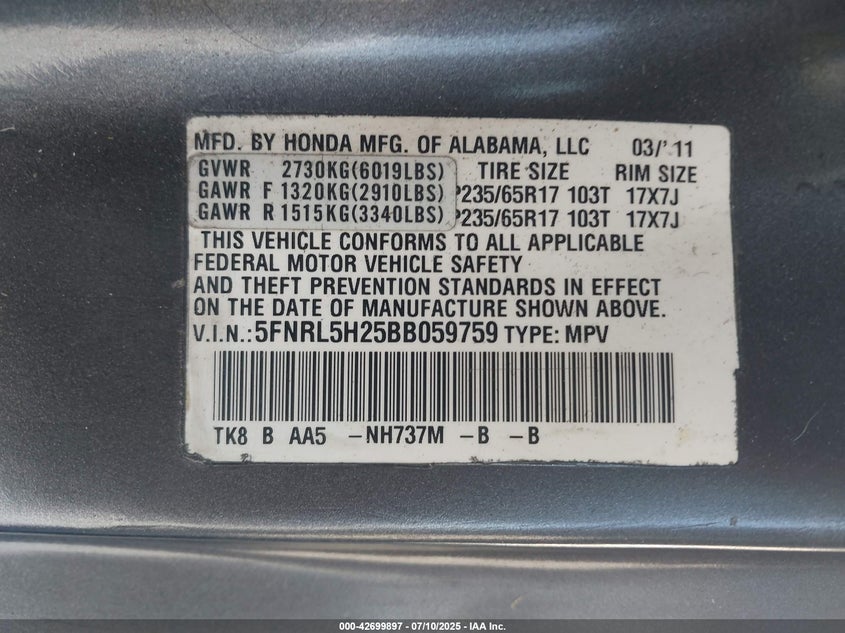 MFD. BY HONDA MFG. OF ALABAMA, LLC 03/'11
GVWR 2730KG(6019LBS) TIRE SIZE RIM SIZE
GAWR F 1320KG(2910LBS) P235/65R17 103T 17X7J
GAWR R 1515KG(3340LBS) P235/65R17 103T 17X7J
THIS VEHICLE CONFORMS TO ALL APPLICABLE
FEDERAL MOTOR VEHICLE SAFETY
AND THEFT PREVENTION STANDARDS IN EFFECT
ON THE DATE OF MANUFACTURE SHOWN ABOVE.
V.I.N.:5FNRL5H25BB059759 TYPE: MPV
TK8 B AA5 -NH737M -B -B
000-42699897 - 07/10/2025 - IAA Inc.